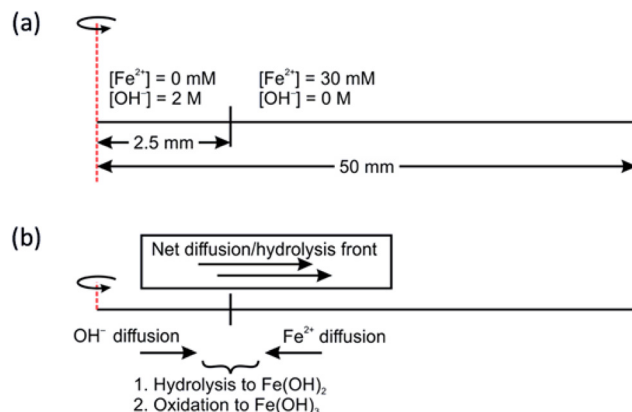 (a)
[Fe²⁺] = 0 mM
[OH⁻] = 2 M
[Fe²⁺] = 30 mM
[OH⁻] = 0 M
2.5 mm
50 mm
(b)
Net diffusion/hydrolysis front
OH⁻ diffusion
Fe²⁺ diffusion
1. Hydrolysis to Fe(OH)₂
2. Oxidation to Fe(OH)₃